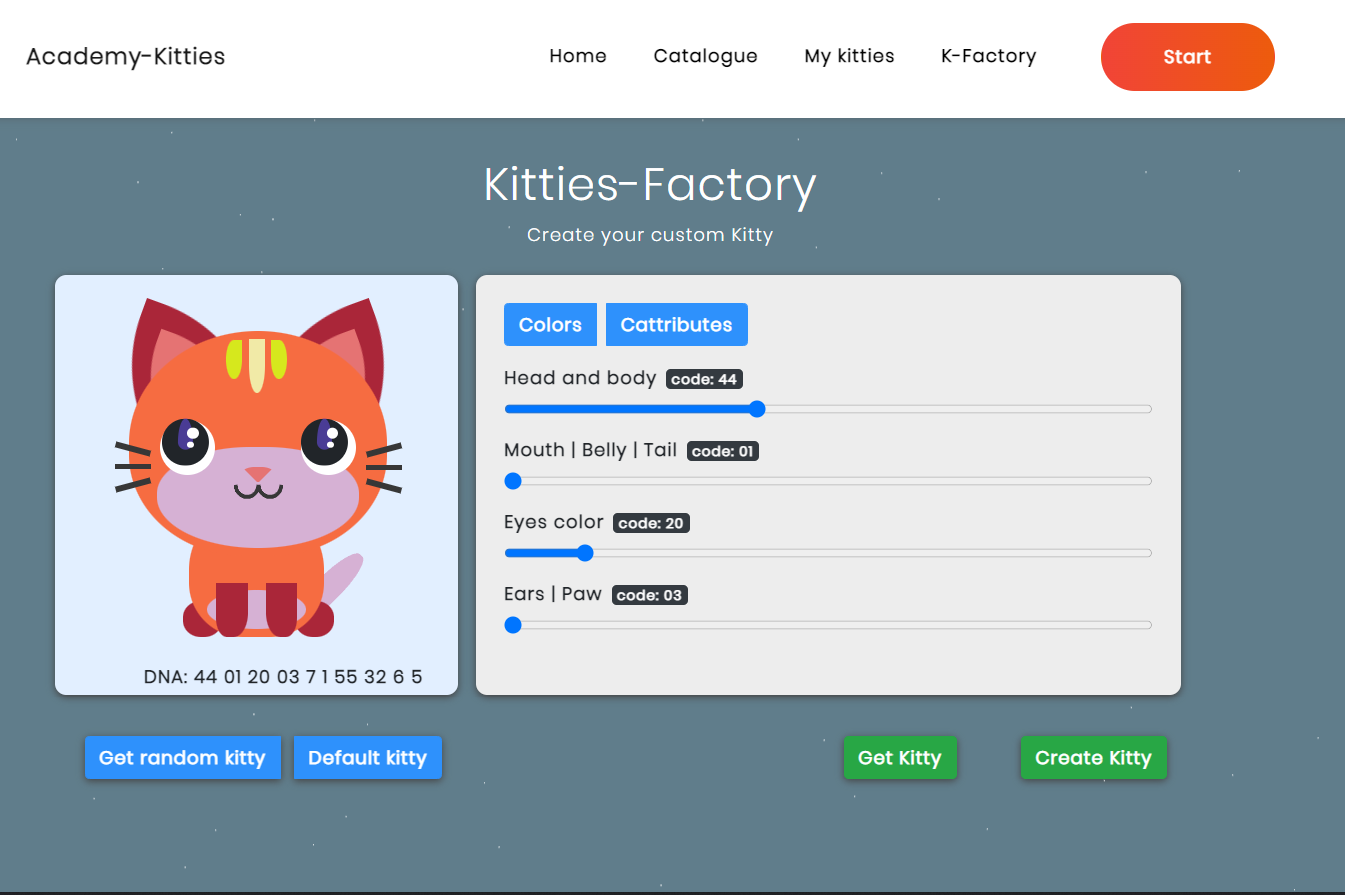 Academy-Kitties
Home Catalogue My kitties K-Factory Start
Kitties-Factory
Create your custom Kitty
Colors Cattributes
Head and body code: 44
Mouth | Belly | Tail code: 01
Eyes color code: 20
Ears | Paw code: 03
DNA: 44 01 20 03 7 1 55 32 6 5
Get random kitty Default kitty Get Kitty Create Kitty